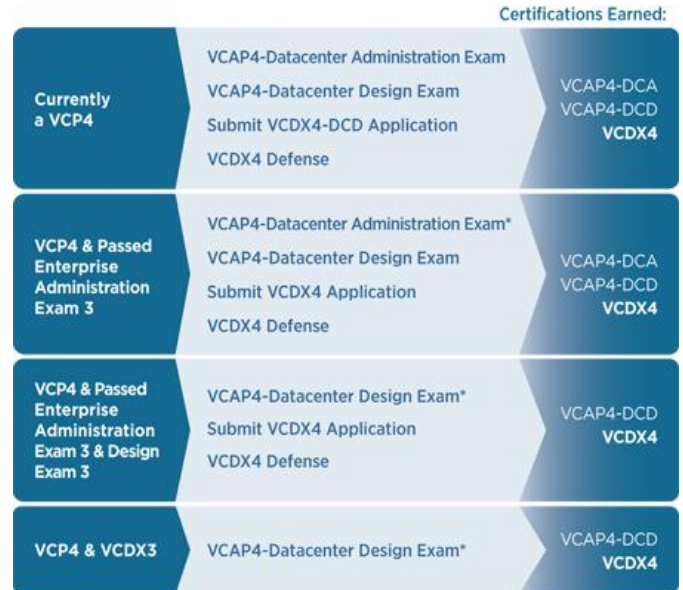 Certifications Earned:
Currently
a VCP4
VCAP4-Datacenter Administration Exam
VCAP4-Datacenter Design Exam
Submit VCDX4-DCD Application
VCDX4 Defense
VCAP4-DCA
VCAP4-DCD
VCDX4
VCP4 & Passed
Enterprise
Administration
Exam 3
VCAP4-Datacenter Administration Exam*
VCAP4-Datacenter Design Exam
Submit VCDX4 Application
VCDX4 Defense
VCAP4-DCA
VCAP4-DCD
VCDX4
VCP4 & Passed
Enterprise
Administration
Exam 3 & Design
Exam 3
VCAP4-Datacenter Design Exam*
Submit VCDX4 Application
VCDX4 Defense
VCAP4-DCD
VCDX4
VCP4 & VCDX3
VCAP4-Datacenter Design Exam*
VCAP4-DCD
VCDX4